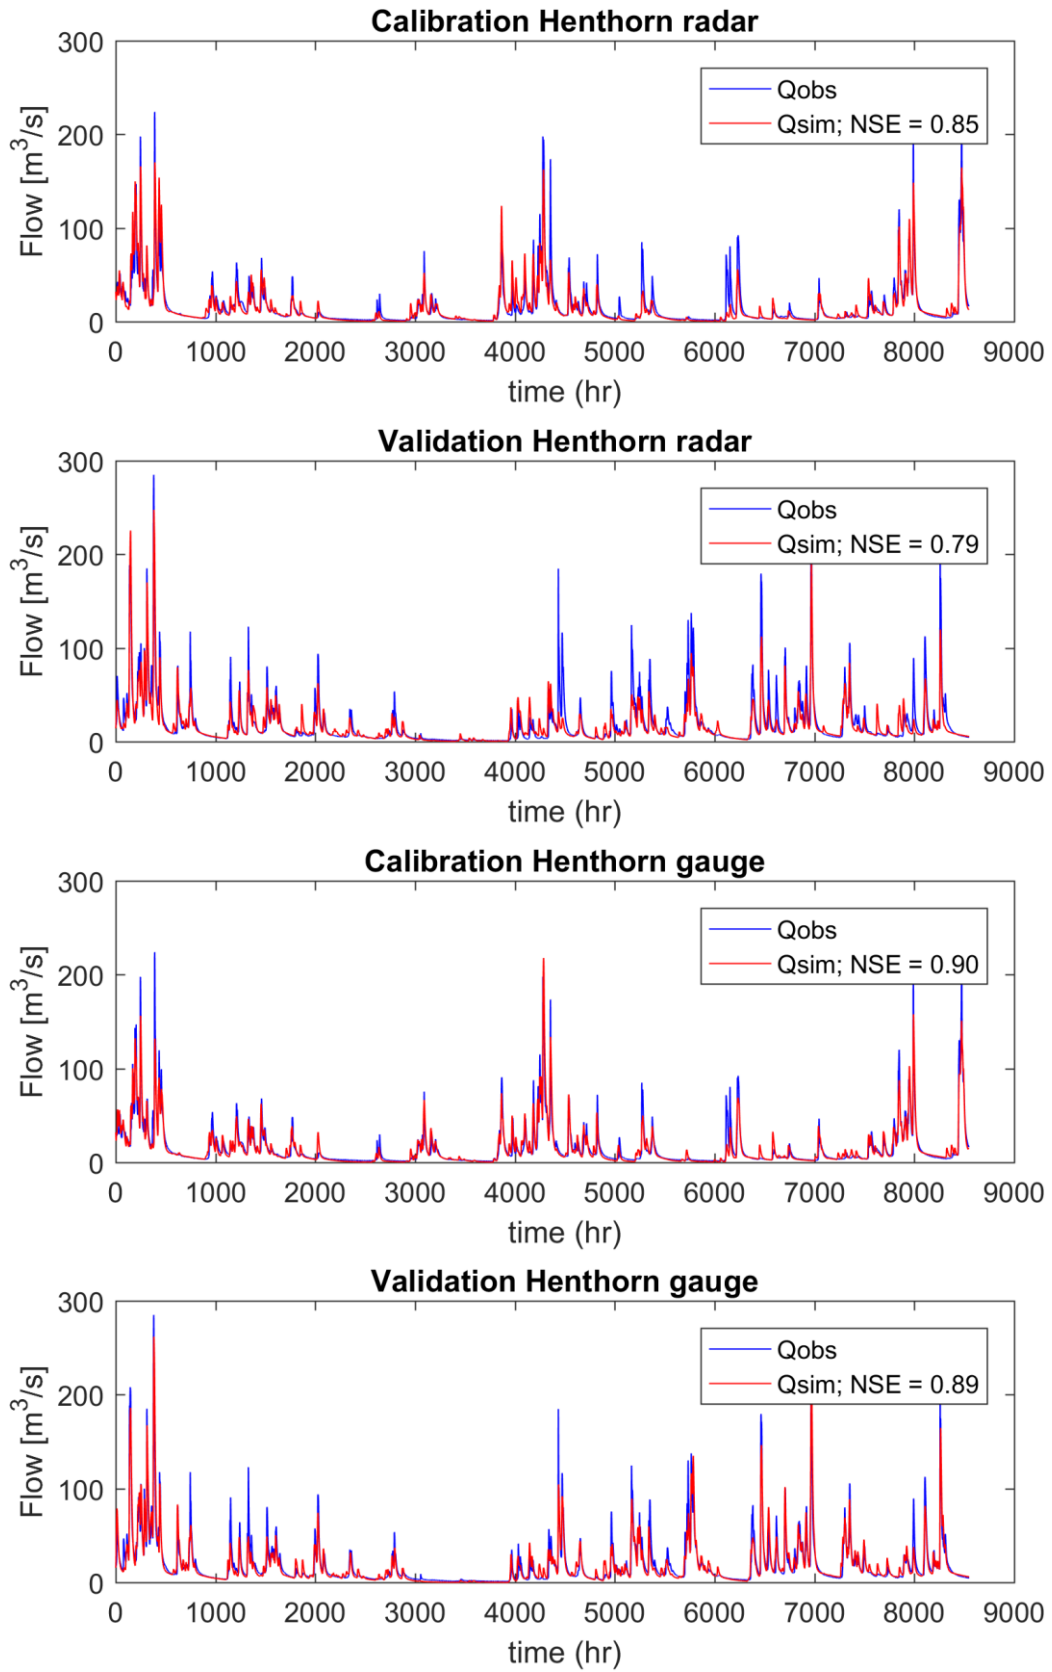 Calibration Henthorn radar
300
200
100
0
Flow [m³/s]
Qobs
Qsim; NSE = 0.85
0 1000 2000 3000 4000 5000 6000 7000 8000 9000
time (hr)
Validation Henthorn radar
300
200
100
0
Flow [m³/s]
Qobs
Qsim; NSE = 0.79
0 1000 2000 3000 4000 5000 6000 7000 8000 9000
time (hr)
Calibration Henthorn gauge
300
200
100
0
Flow [m³/s]
Qobs
Qsim; NSE = 0.90
0 1000 2000 3000 4000 5000 6000 7000 8000 9000
time (hr)
Validation Henthorn gauge
300
200
100
0
Flow [m³/s]
Qobs
Qsim; NSE = 0.89
0 1000 2000 3000 4000 5000 6000 7000 8000 9000
time (hr)